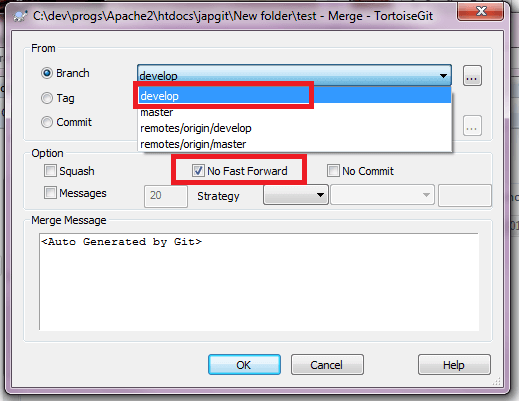 C:\dev\progs\Apache2\htdocs\japgit\New folder\test - Merge - TortoiseGit
From
Branch develop ...
Tag develop
master
Commit remotes/origin/develop ...
remotes/origin/master
Option
Squash No Fast Forward No Commit
Messages 20 Strategy
Merge Message
<Auto Generated by Git>
OK Cancel Help